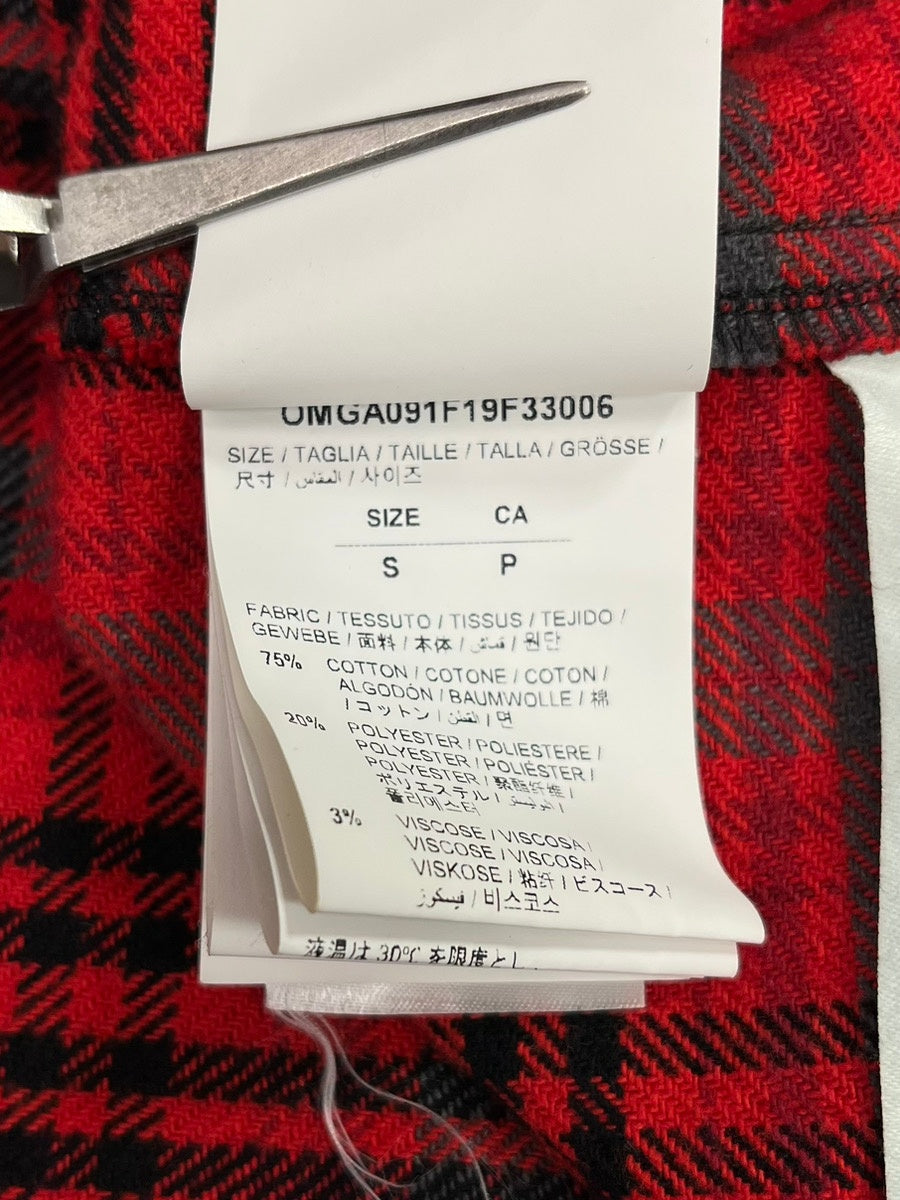 OMGA091F19F33006
SIZE / TAGLIA / TAILLE / TALLA / GRÖSSE /
尺寸 / المقاس / 사이즈
SIZE CA
S P
FABRIC / TESSUTO / TISSUS / TEJIDO /
GEWEBE / 面料 / 本体 / قماش / 원단
75% COTTON / COTONE / COTON /
ALGODÓN / BAUMWOLLE / 棉
/ コットン / القطن / 면
20% POLYESTER / POLIESTERE /
POLYESTER / POLIÉSTER /
POLYESTER / 聚酯纤维 /
ポリエステル / /
폴리에스터
3% VISCOSE / VISCOSA /
VISCOSE / VISCOSA /
VISKOSE / 粘纤 / ビスコース /
فيسكوز / 비스코스
液温は 30℃ を限度とし